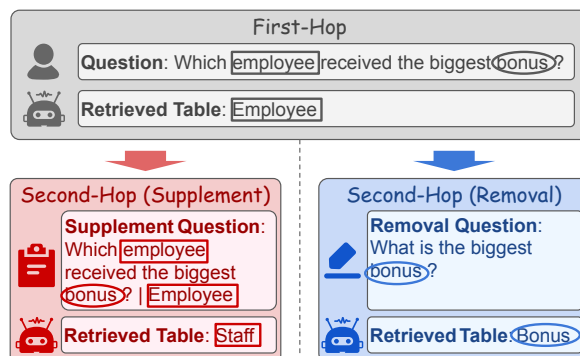 First-Hop
Question: Which employee received the biggest bonus ?
Retrieved Table: Employee
Second-Hop (Supplement)
Supplement Question:
Which employee
received the biggest
bonus ? | Employee
Retrieved Table: Staff
Second-Hop (Removal)
Removal Question:
What is the biggest
bonus ?
Retrieved Table: Bonus